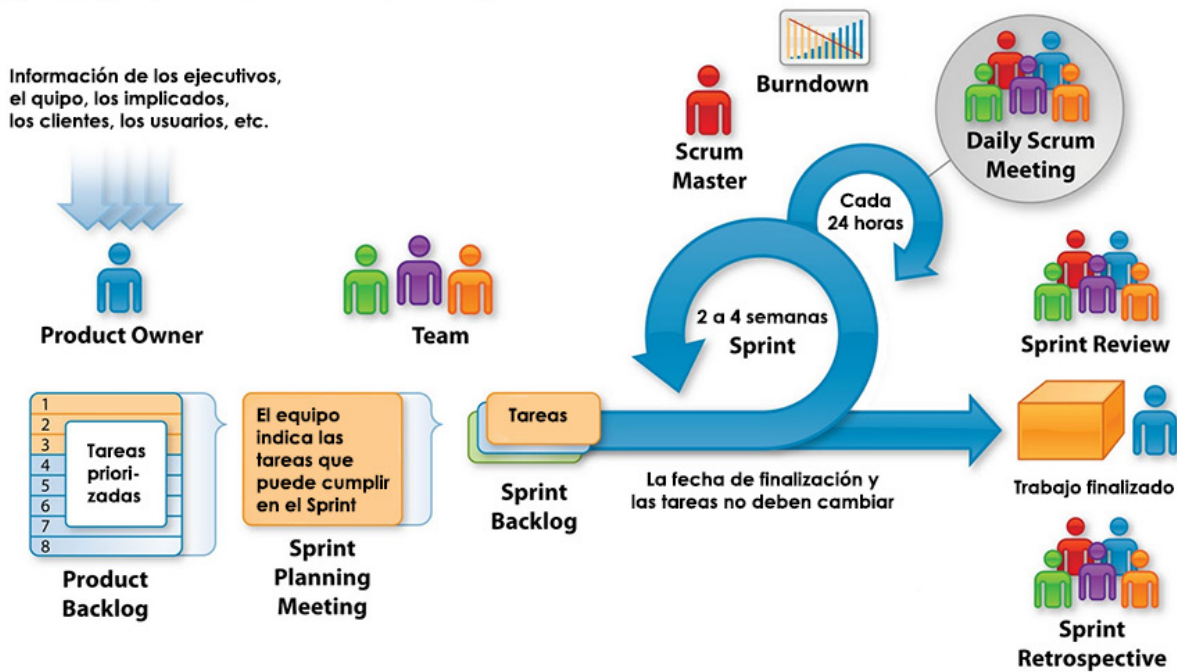 Información de los ejecutivos,
el quipo, los implicados,
los clientes, los usuarios, etc.
Product Owner
Team
Scrum
Master
Burndown
Daily Scrum
Meeting
Cada
24 horas
2 a 4 semanas
Sprint
Sprint Review
1
2
3
4
5
6
7
8
Tareas
priori-
zadas
Product
Backlog
El equipo
indica las
tareas que
puede cumplir
en el Sprint
Sprint
Planning
Meeting
Tareas
Sprint
Backlog
La fecha de finalización y
las tareas no deben cambiar
Trabajo finalizado
Sprint
Retrospective